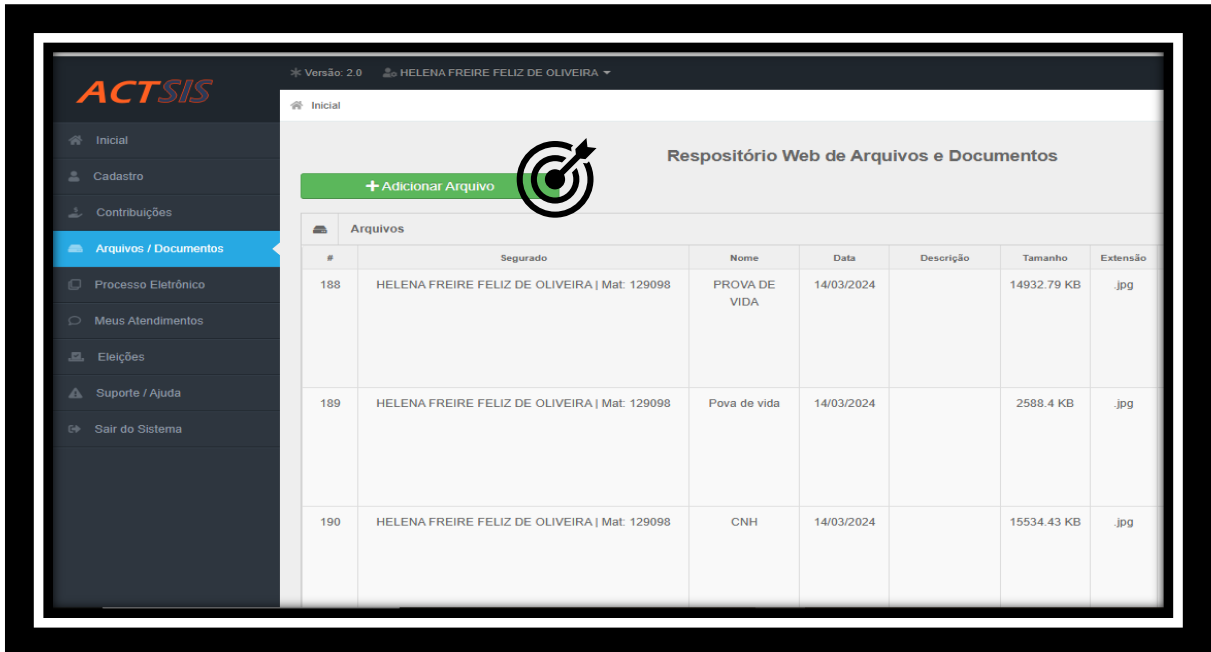 ACTSIS
Versão: 2.0 HELENA FREIRE FELIZ DE OLIVEIRA
Inicial
Inicial
Cadastro
Contribuições
Arquivos / Documentos
Processo Eletrônico
Meus Atendimentos
Eleições
Suporte / Ajuda
Sair do Sistema
Respositório Web de Arquivos e Documentos
+ Adicionar Arquivo
Arquivos
# Segurado Nome Data Descrição Tamanho Extensão
188 HELENA FREIRE FELIZ DE OLIVEIRA | Mat: 129098 PROVA DE 14/03/2024 14932.79 KB .jpg
VIDA
189 HELENA FREIRE FELIZ DE OLIVEIRA | Mat: 129098 Pova de vida 14/03/2024 2588.4 KB .jpg
190 HELENA FREIRE FELIZ DE OLIVEIRA | Mat: 129098 CNH 14/03/2024 15534.43 KB .jpg